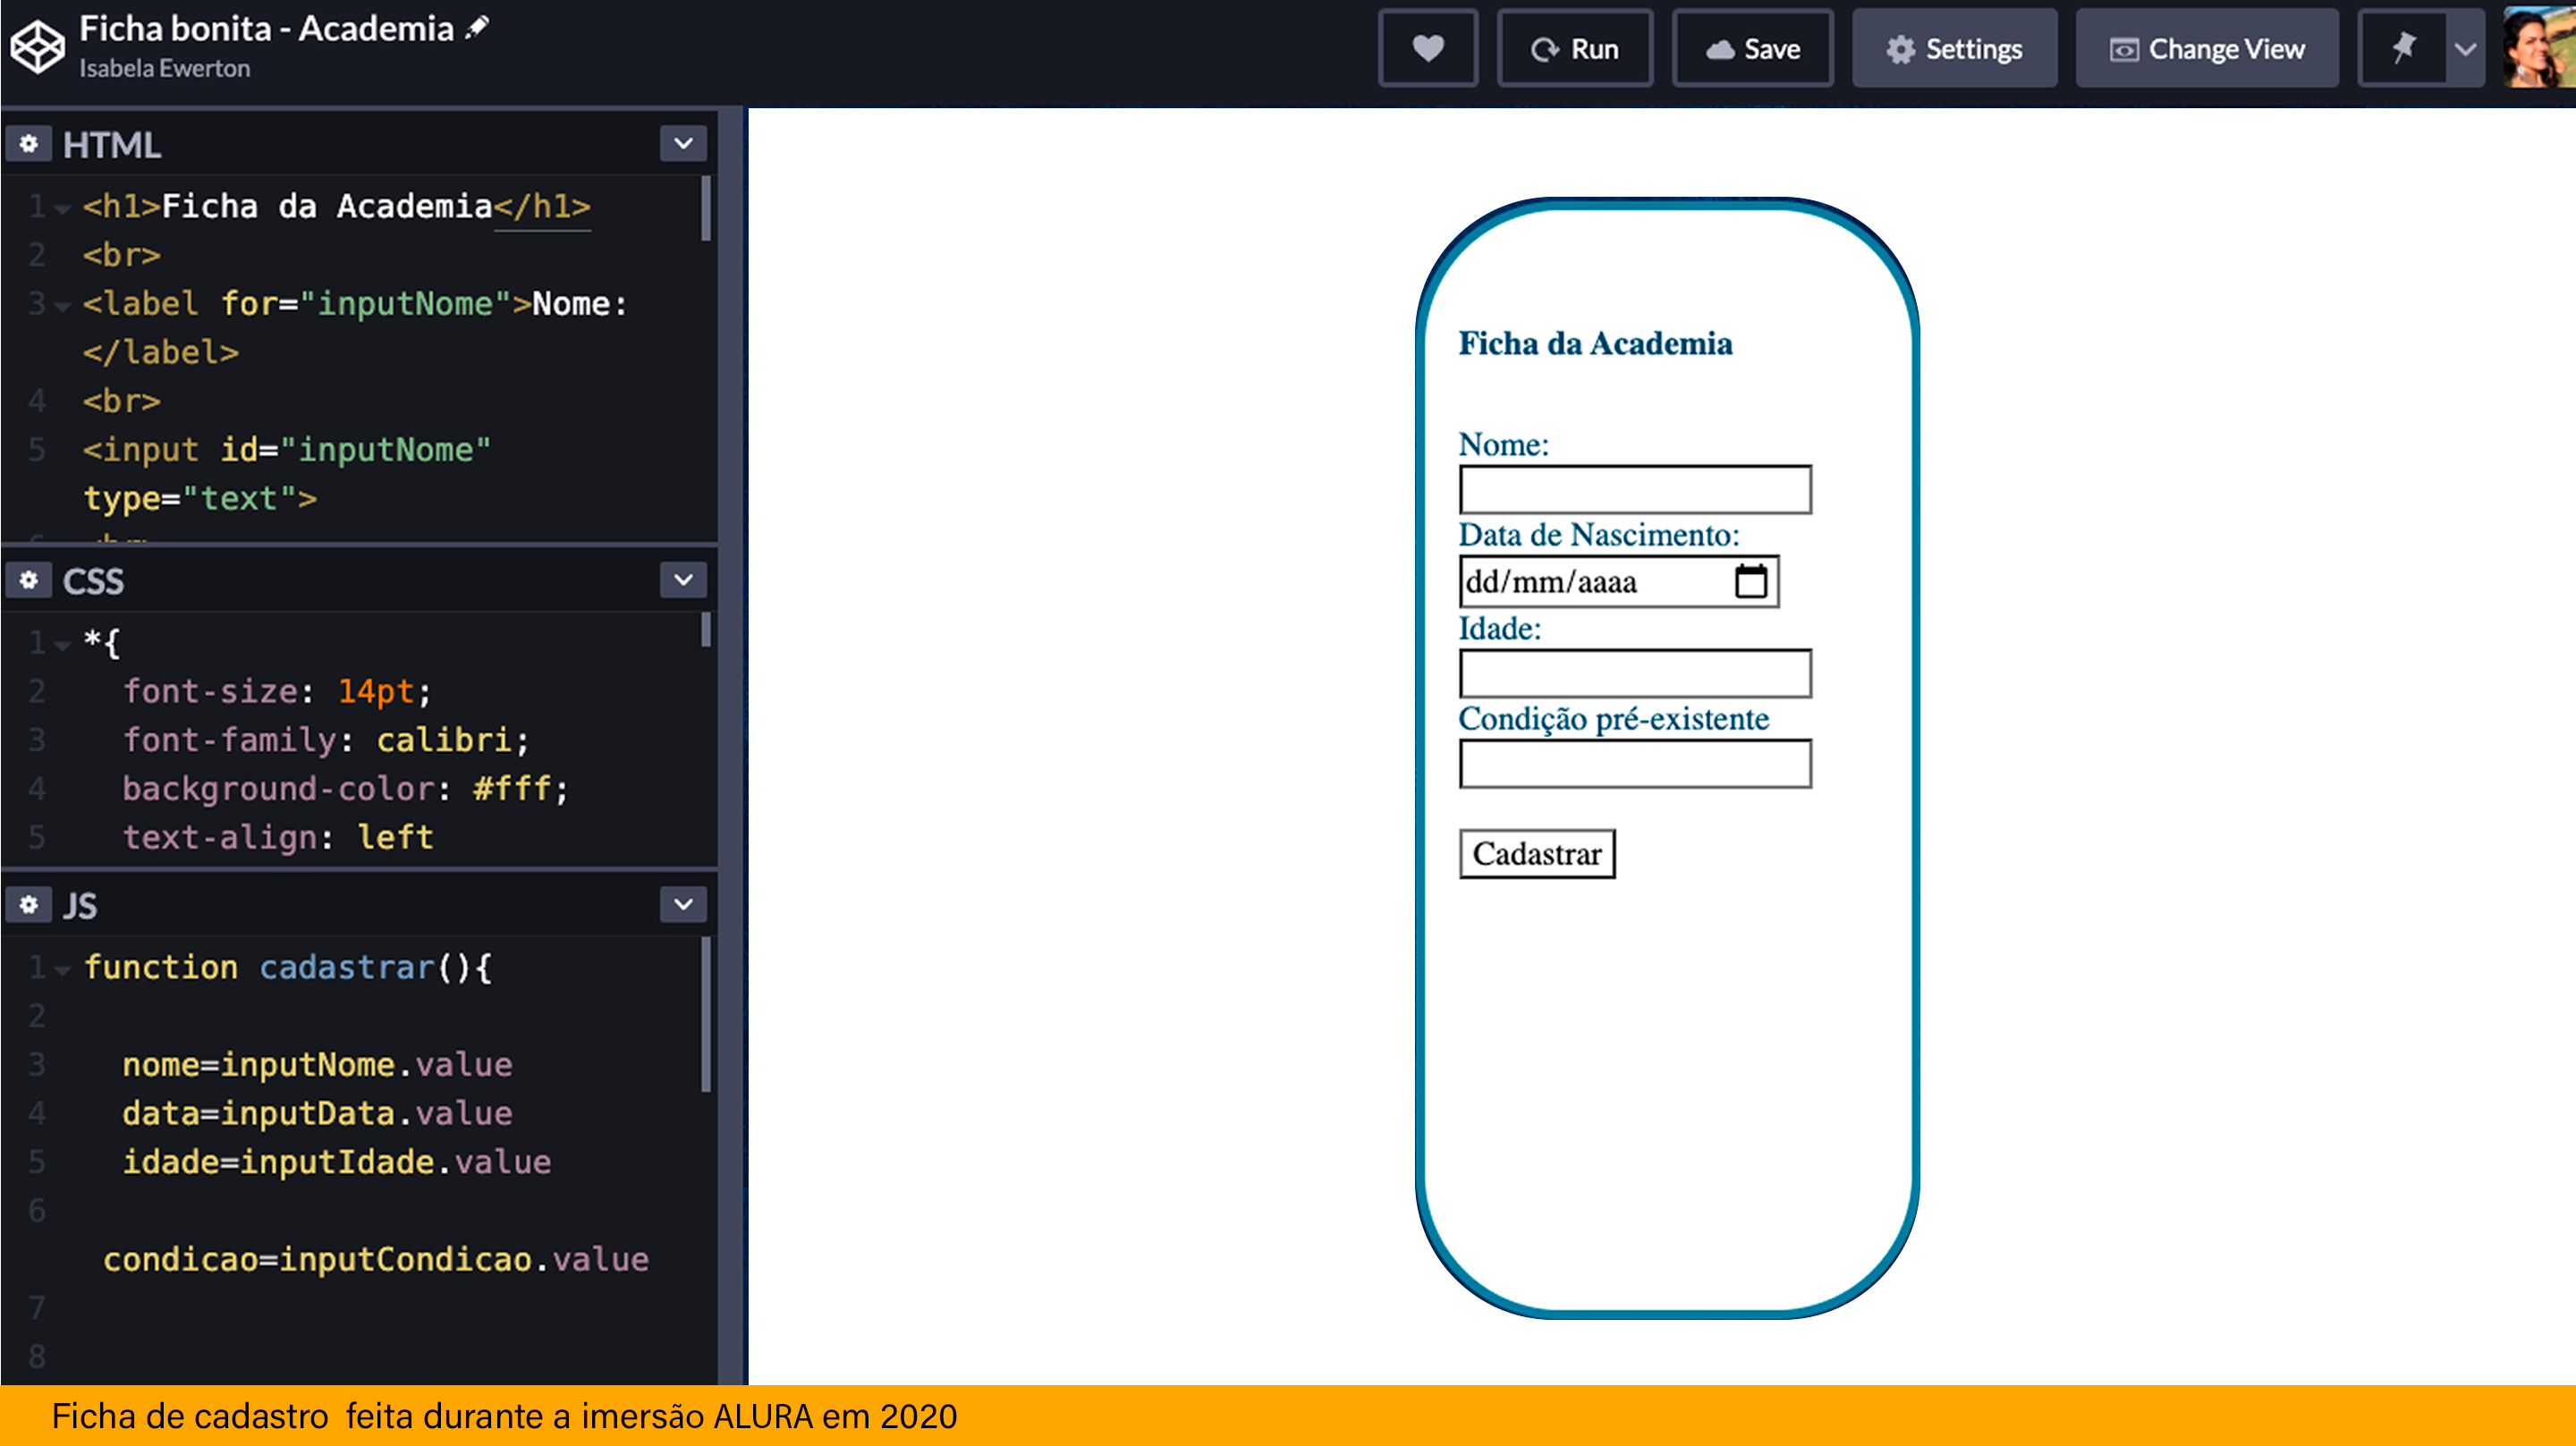 Ficha bonita - Academia
Isabela Ewerton
Run
Save
Settings
Change View
HTML
1 <h1>Ficha da Academia</h1>
2 <br>
3 <label for="inputNome">Nome:
</label>
4 <br>
5 <input id="inputNome"
type="text">
CSS
1 *{
2 font-size: 14pt;
3 font-family: calibri;
4 background-color: #fff;
5 text-align: left
JS
1 function cadastrar(){
2
3 nome=inputNome.value
4 data=inputData.value
5 idade=inputIdade.value
6
condicao=inputCondicao.value
7
8
Ficha da Academia
Nome:
Data de Nascimento:
dd/mm/aaaa
Idade:
Condição pré-existente
Cadastrar
Ficha de cadastro feita durante a imersão ALURA em 2020